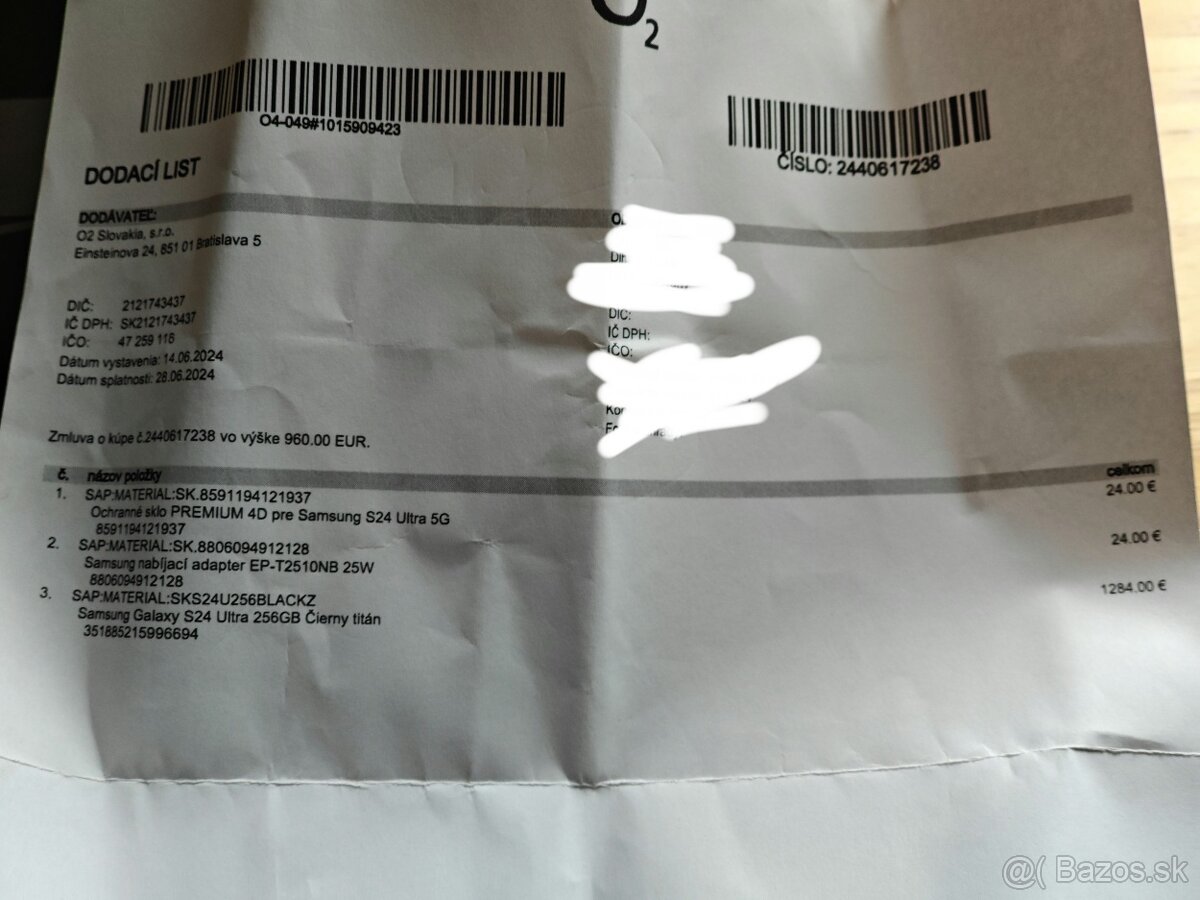 O2
O4-049#1015909423
ČÍSLO: 2440617238
DODACÍ LIST
DODÁVATEĽ:
O2 Slovakia, s.r.o.
Einsteinova 24, 851 01 Bratislava 5
DIČ: 2121743437
IČ DPH: SK2121743437
IČO: 47 259 116
Dátum vystavenia: 14.06.2024
Dátum splatnosti: 28.06.2024
DIČ:
IČ DPH:
IČO:
Zmluva o kúpe č.2440617238 vo výške 960.00 EUR.
č. názov položky celkom
1. SAP:MATERIAL:SK.8591194121937 24.00 €
Ochranné sklo PREMIUM 4D pre Samsung S24 Ultra 5G
8591194121937
2. SAP:MATERIAL:SK.8806094912128 24.00 €
Samsung nabíjací adapter EP-T2510NB 25W
8806094912128
3. SAP:MATERIAL:SKS24U256BLACKZ 1284.00 €
Samsung Galaxy S24 Ultra 256GB Čierny titán
351885215996694
@( Bazos.sk